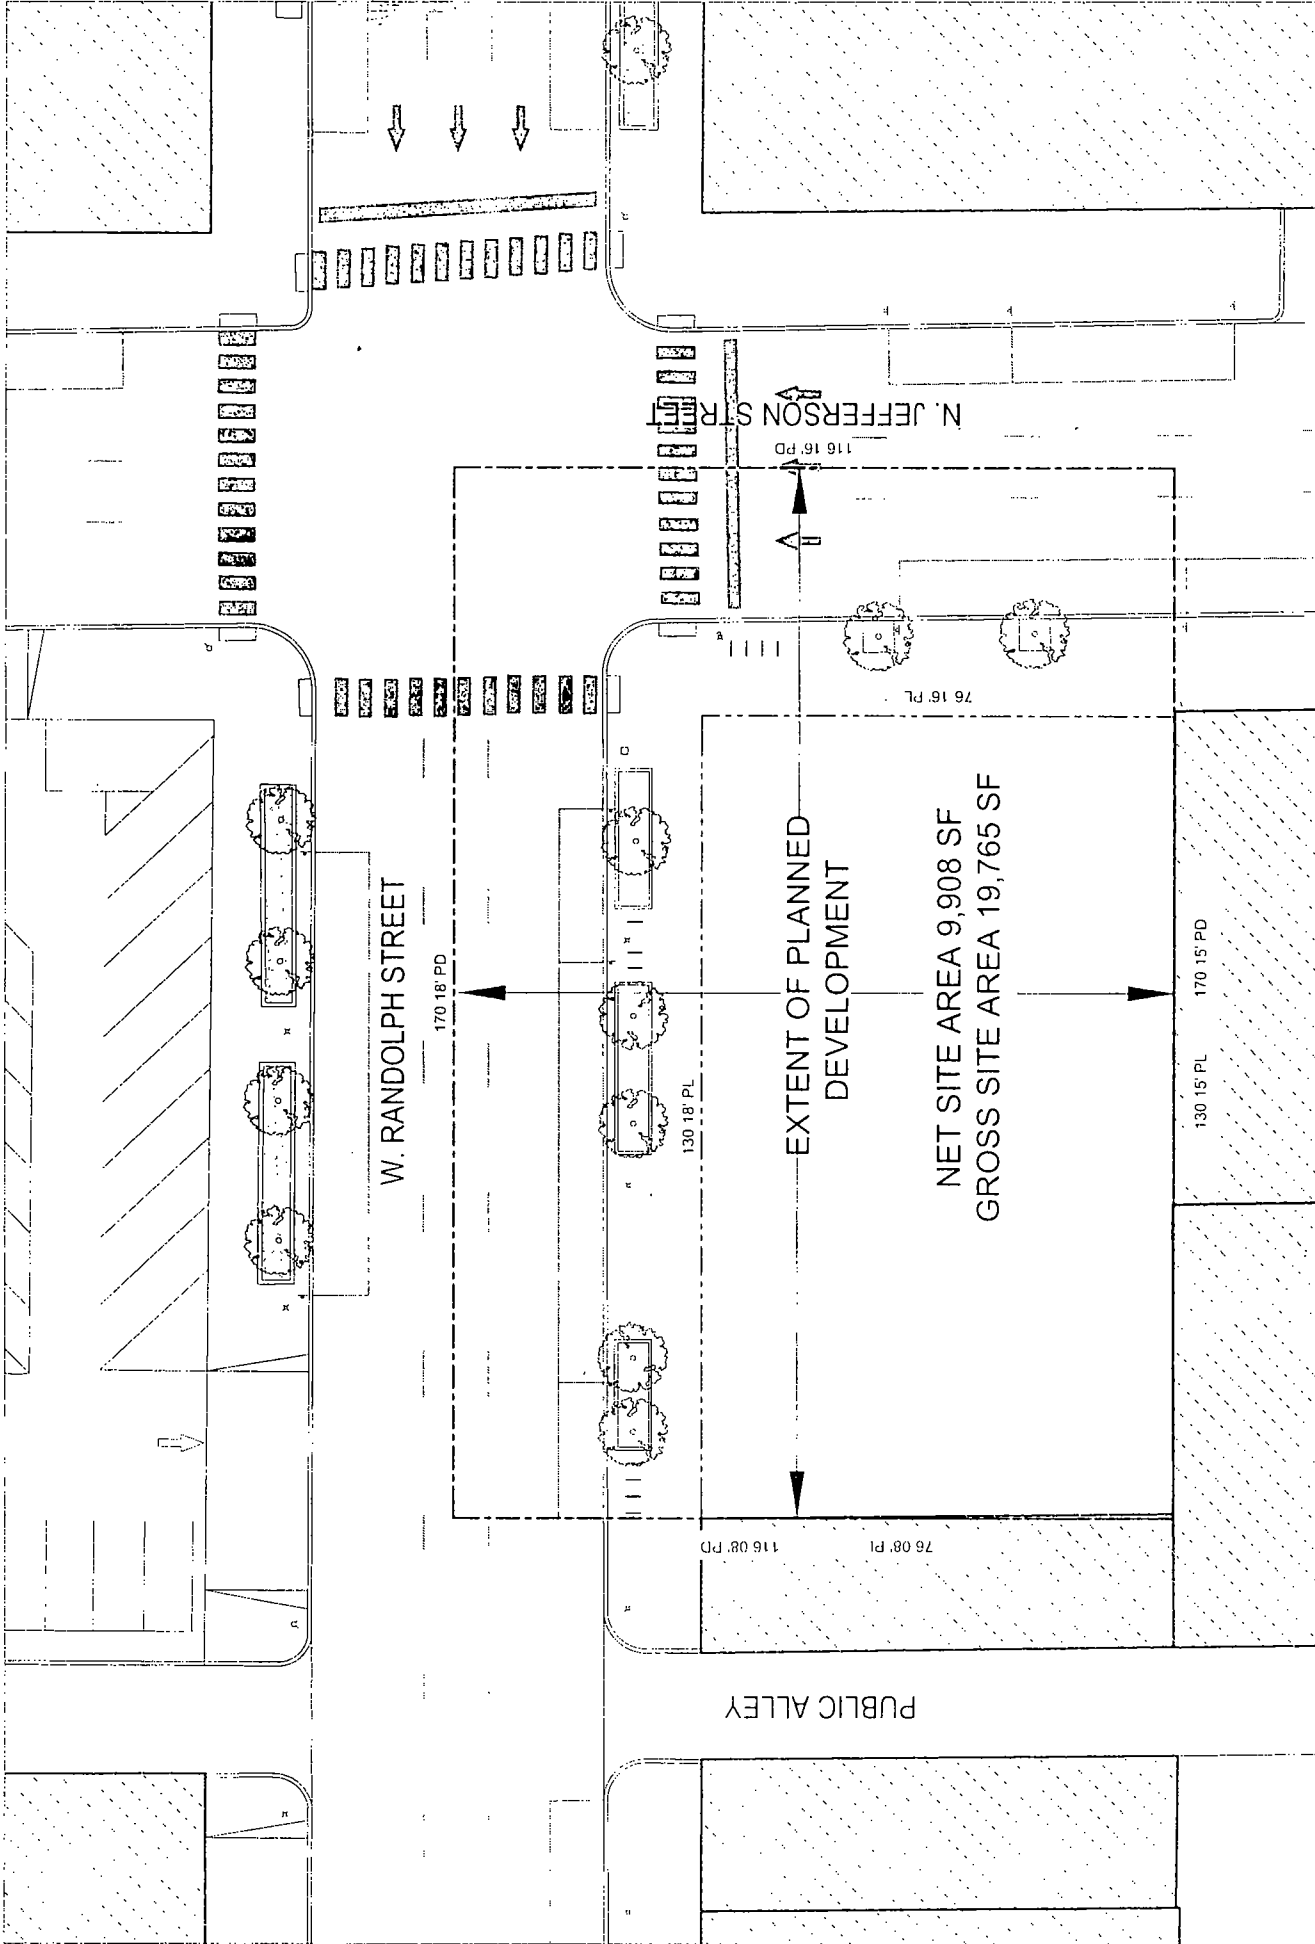 W. RANDOLPH STREET
170 18' PD
N. JEFFERSON STREET
116 16' PD
76 16' PL
130 18' PL
EXTENT OF PLANNED
DEVELOPMENT
NET SITE AREA 9,908 SF
GROSS SITE AREA 19,765 SF
170 15' PD
130 15' PL
116 08' PD
76 08' PL
PUBLIC ALLEY